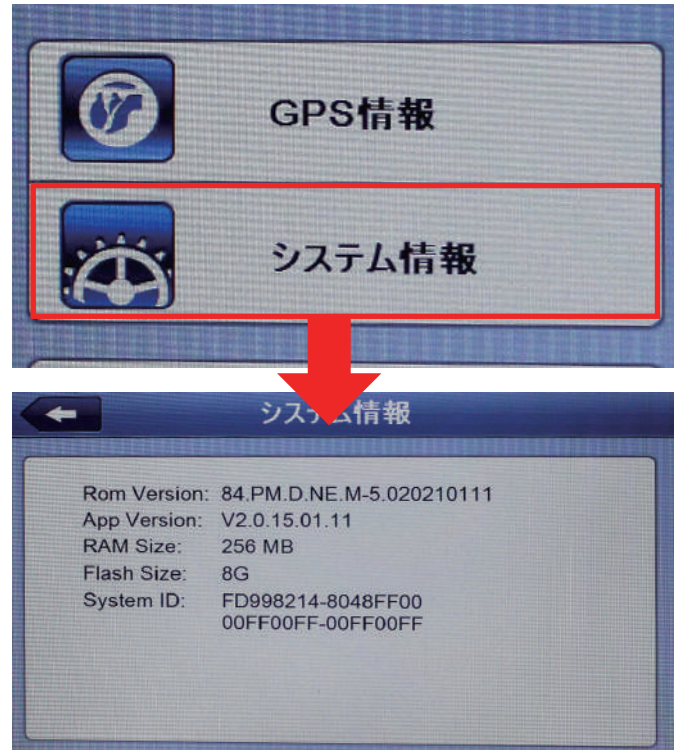 GPS情報
システム情報
システム情報
Rom Version: 84.PM.D.NE.M-5.020210111
App Version: V2.0.15.01.11
RAM Size: 256 MB
Flash Size: 8G
System ID: FD998214-8048FF00
00FF00FF-00FF00FF